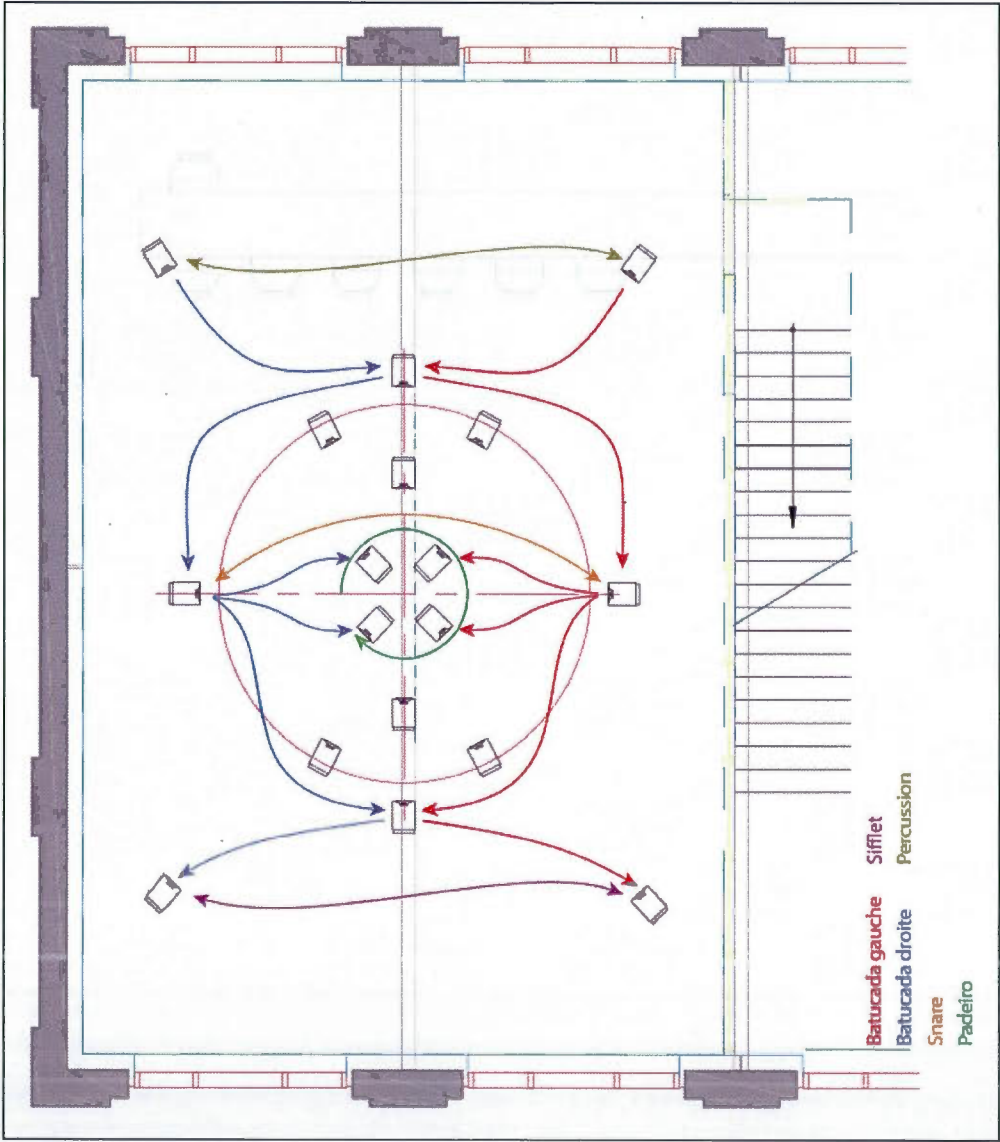 Batucada gauche
Batucada droite
Snare
Padeiro
Sifflet
Percussion